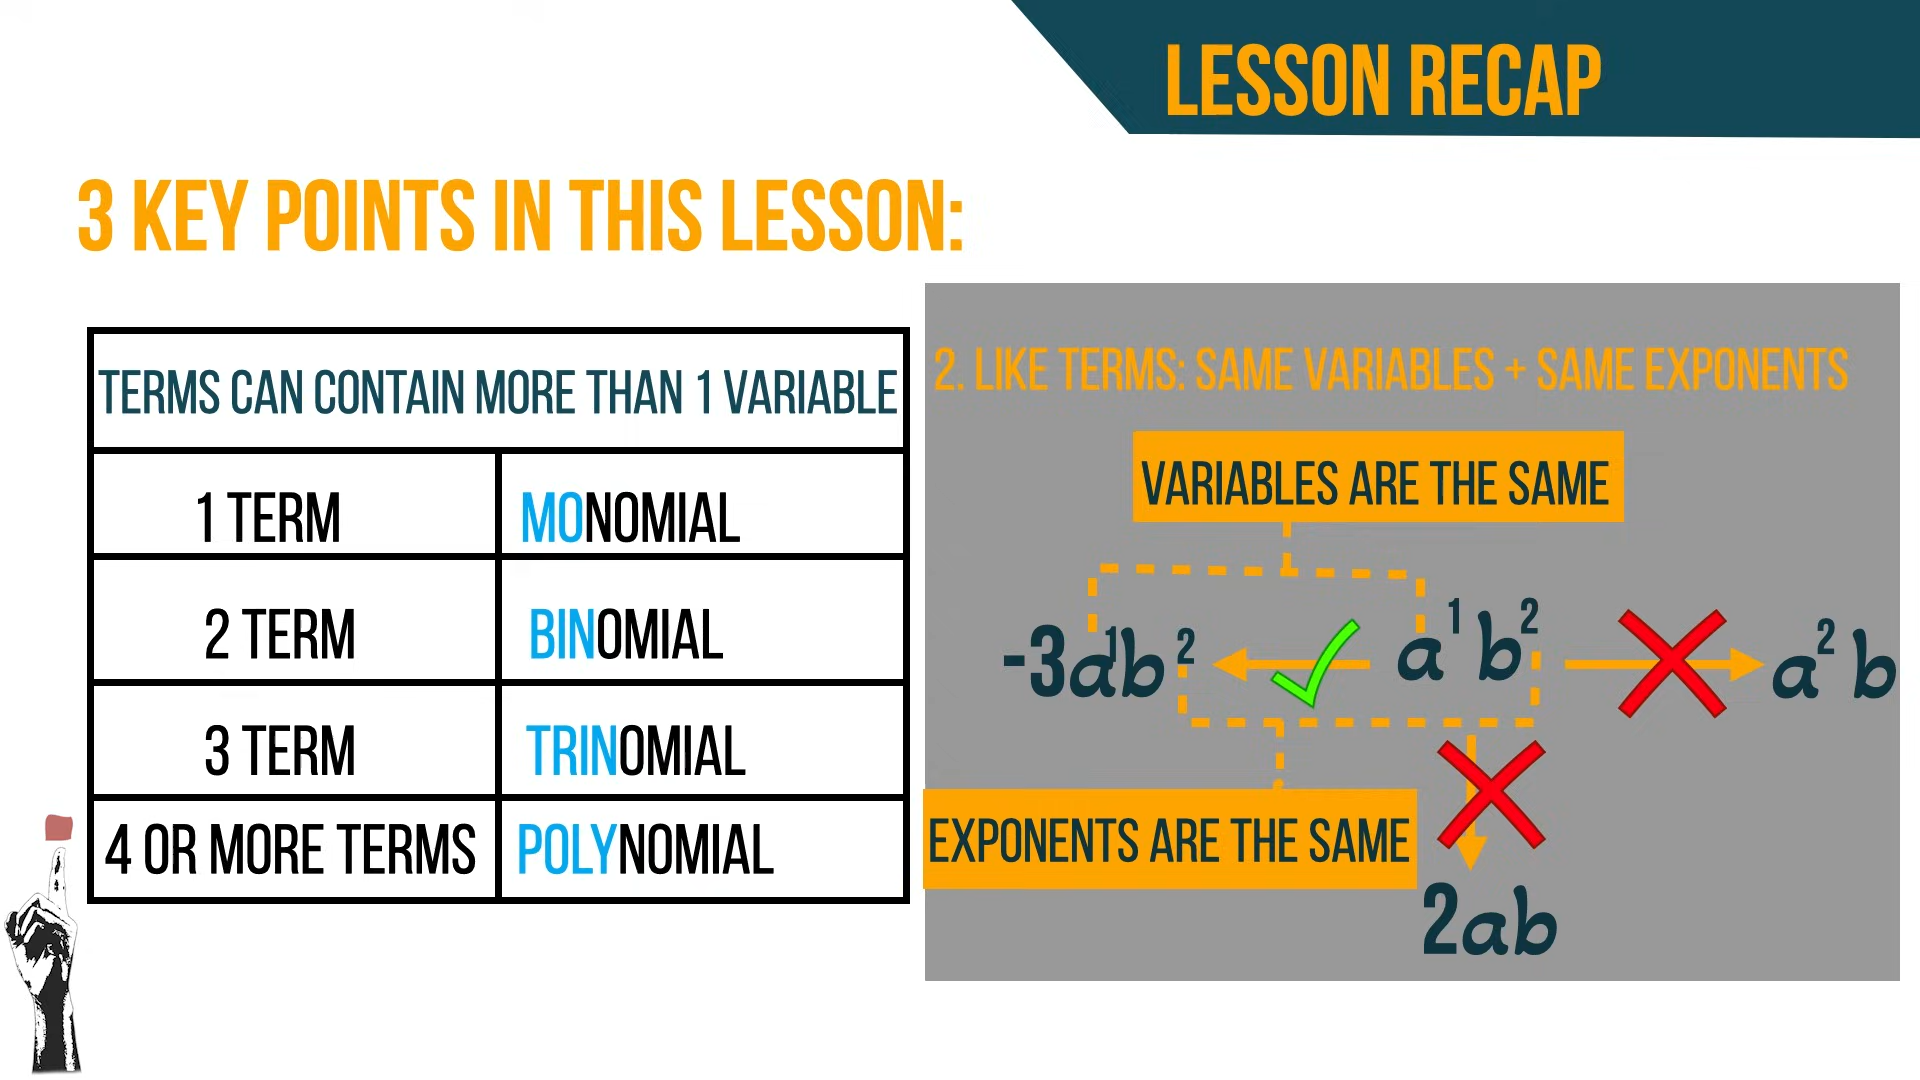 LESSON RECAP
3 KEY POINTS IN THIS LESSON:
TERMS CAN CONTAIN MORE THAN 1 VARIABLE
1 TERM MONOMIAL
2 TERM BINOMIAL
3 TERM TRINOMIAL
4 OR MORE TERMS POLYNOMIAL
2. LIKE TERMS: SAME VARIABLES + SAME EXPONENTS
VARIABLES ARE THE SAME
-3a¹b² a¹b² a²b
EXPONENTS ARE THE SAME
2ab